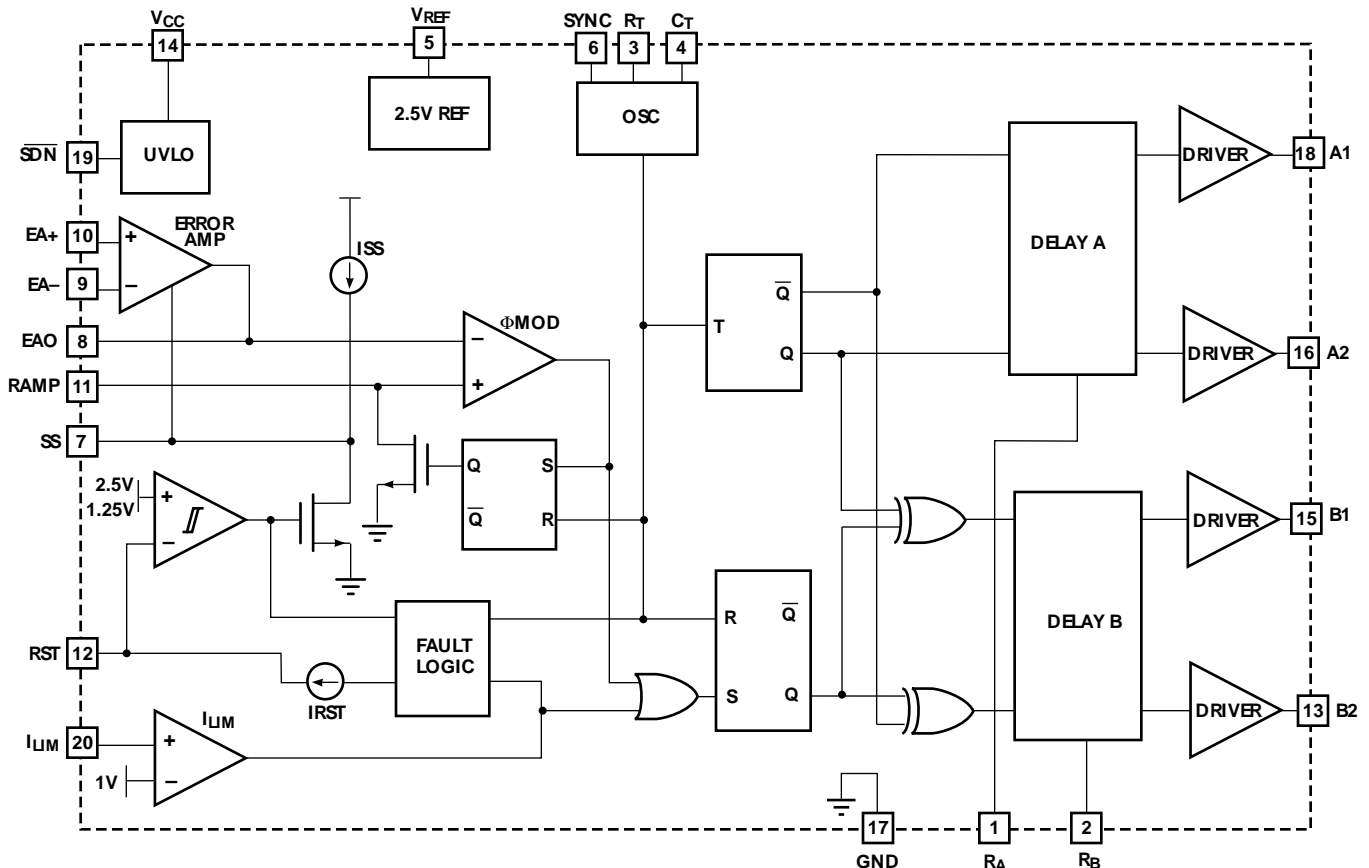 VCC
VREF
SYNC RT CT
14
5
6 3 4
2.5V REF
OSC
UVLO
SDN 19
DRIVER 18 A1
EA+ 10
+
ERROR
AMP
DELAY A
EA– 9
–
ISS
Q
T
Q
EAO 8
ΦMOD
–
+
DRIVER 16 A2
RAMP 11
SS 7
Q S
Q R
2.5V
1.25V
+
–
DRIVER 15 B1
DELAY B
R Q
S Q
RST 12
FAULT
LOGIC
IRST
DRIVER 13 B2
ILIM 20
ILIM
+
1V
–
17 1 2
GND RA RB